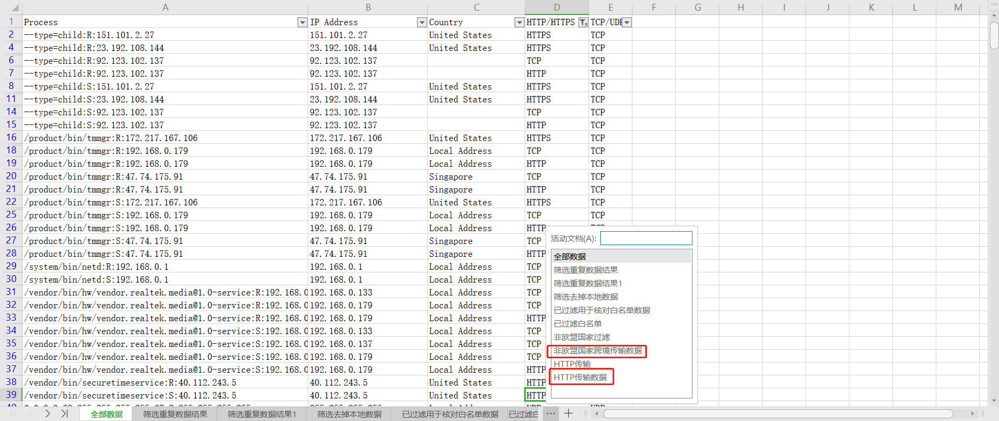 A B C D E F G H I J K L M
1 Process IP Address Country HTTP/HTTPS TCP/UDP
2 --type=child:R:151.101.2.27 151.101.2.27 United States HTTPS TCP
4 --type=child:R:23.192.108.144 23.192.108.144 United States HTTPS TCP
6 --type=child:R:92.123.102.137 92.123.102.137 TCP TCP
7 --type=child:R:92.123.102.137 92.123.102.137 HTTP TCP
8 --type=child:S:151.101.2.27 151.101.2.27 United States HTTPS TCP
11 --type=child:S:23.192.108.144 23.192.108.144 United States HTTPS TCP
14 --type=child:S:92.123.102.137 92.123.102.137 TCP TCP
15 --type=child:S:92.123.102.137 92.123.102.137 HTTP TCP
16 /product/bin/tmmgr:R:172.217.167.106 172.217.167.106 United States HTTPS TCP
18 /product/bin/tmmgr:R:192.168.0.179 192.168.0.179 Local Address TCP TCP
19 /product/bin/tmmgr:R:192.168.0.179 192.168.0.179 Local Address HTTP TCP
20 /product/bin/tmmgr:R:47.74.175.91 47.74.175.91 Singapore TCP TCP
21 /product/bin/tmmgr:R:47.74.175.91 47.74.175.91 Singapore HTTP TCP
22 /product/bin/tmmgr:S:172.217.167.106 172.217.167.106 United States HTTPS TCP
25 /product/bin/tmmgr:S:192.168.0.179 192.168.0.179 Local Address TCP TCP
26 /product/bin/tmmgr:S:192.168.0.179 192.168.0.179 Local Address HTTP TCP
27 /product/bin/tmmgr:S:47.74.175.91 47.74.175.91 Singapore TCP
28 /product/bin/tmmgr:S:47.74.175.91 47.74.175.91 Singapore HTTP
29 /system/bin/netd:R:192.168.0.1 192.168.0.1 Local Address TCP
30 /system/bin/netd:S:192.168.0.1 192.168.0.1 Local Address TCP
31 /vendor/bin/hw/vendor.realtek.media@1.0-service:R:192.168.0 192.168.0.133 Local Address TCP
32 /vendor/bin/hw/vendor.realtek.media@1.0-service:R:192.168.0 192.168.0.179 Local Address TCP
33 /vendor/bin/hw/vendor.realtek.media@1.0-service:R:192.168.0 192.168.0.179 Local Address HTTP
34 /vendor/bin/hw/vendor.realtek.media@1.0-service:S:192.168.0 192.168.0.133 Local Address TCP
35 /vendor/bin/hw/vendor.realtek.media@1.0-service:S:192.168.0 192.168.0.137 Local Address TCP
36 /vendor/bin/hw/vendor.realtek.media@1.0-service:S:192.168.0 192.168.0.179 Local Address TCP
37 /vendor/bin/hw/vendor.realtek.media@1.0-service:S:192.168.0 192.168.0.179 Local Address HTTP
38 /vendor/bin/securetimeservice:R:40.112.243.5 40.112.243.5 United States HTTP
39 /vendor/bin/securetimeservice:S:40.112.243.5 40.112.243.5 United States HTTP
活动文档(A):
全部数据
筛选重复数据结果
筛选重复数据结果1
筛选去掉本地数据
已过滤用于核对白名单数据
已过滤白名单
非欧盟国家过滤
非欧盟国家跨境传输数据
HTTP传输
HTTP传输数据
全部数据 筛选重复数据结果 筛选重复数据结果1 筛选去掉本地数据 已过滤用于核对白名单数据 已过滤白